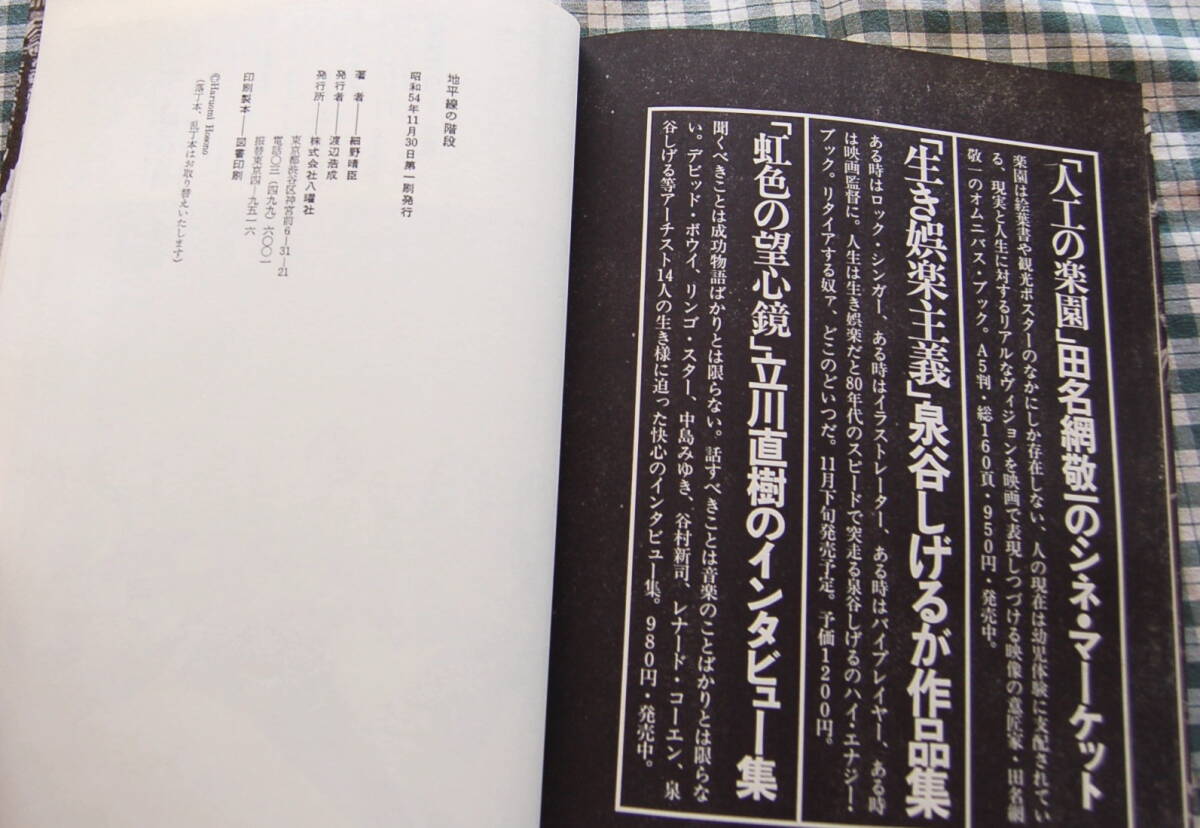 「人工の楽園」田名網敬一のシネ・マーケット
楽園は絵葉書や観光ポスターのなかにしか存在しない、人の現在は幼児体験に支配されてい
る、現実と人生に対するリアルなヴィジョンを映画で表現しつづける映像の意匠家・田名網
敬一のオムニバス・ブック。A5判・総160頁・950円・発売中。
「生き娯楽主義」泉谷しげるが作品集
ある時はロック・シンガー、ある時はイラストレーター、ある時はバイプレイヤー、ある時
は映画監督に。人生は生き娯楽だと80年代のスピードで突走る泉谷しげるのハイ・エナジー・
ブック。リタイアする奴ァ、どこのどいつだ。11月下旬発売予定。予価1200円。
「虹色の望心鏡」立川直樹のインタビュー集
聞くべきことは成功物語ばかりとは限らない。話すべきことは音楽のことばかりとは限らな
い。デビッド・ボウイ、リンゴ・スター、中島みゆき、谷村新司、レナード・コーエン、泉
谷しげる等アーチスト14人の生き様に迫った快心のインタビュー集。980円・発売中。
地平線の階段
昭和54年11月30日第一刷発行
著 者──細野晴臣
発行者──渡辺浩成
発行所──株式会社八曜社
東京都渋谷区神宮前6―31―21
電話〇三(四九九)六〇〇一
振替東京四―九五一六
印刷製本──図書印刷
©Haruomi Hosono
(落丁本、乱丁本はお取り替えいたします)